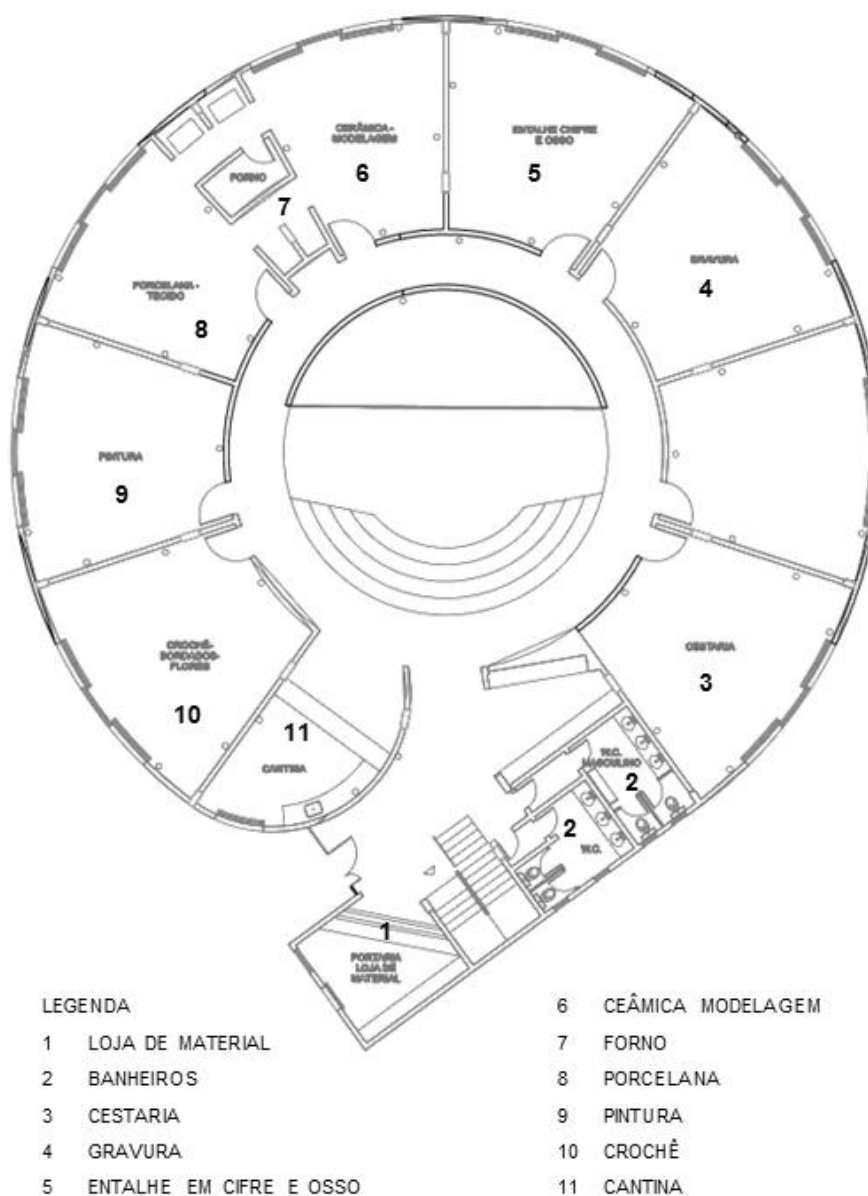 CERÂMICA -
MODELAGEM
6
ENTALHE CHIFRE
E OSSO
5
FORNO
7
GRAVURA
4
PORCELANA -
TECIDO
8
PINTURA
9
CROCHÊ-
BORDADOS-
FLORES
10
CESTARIA
3
11
CANTINA
W.C.
MASCULINO
2
2
W.C.
1
PORTARIA
LOJA DE
MATERIAL
LEGENDA
1 LOJA DE MATERIAL
2 BANHEIROS
3 CESTARIA
4 GRAVURA
5 ENTALHE EM CIFRE E OSSO
6 CEÂMICA MODELAGEM
7 FORNO
8 PORCELANA
9 PINTURA
10 CROCHÊ
11 CANTINA